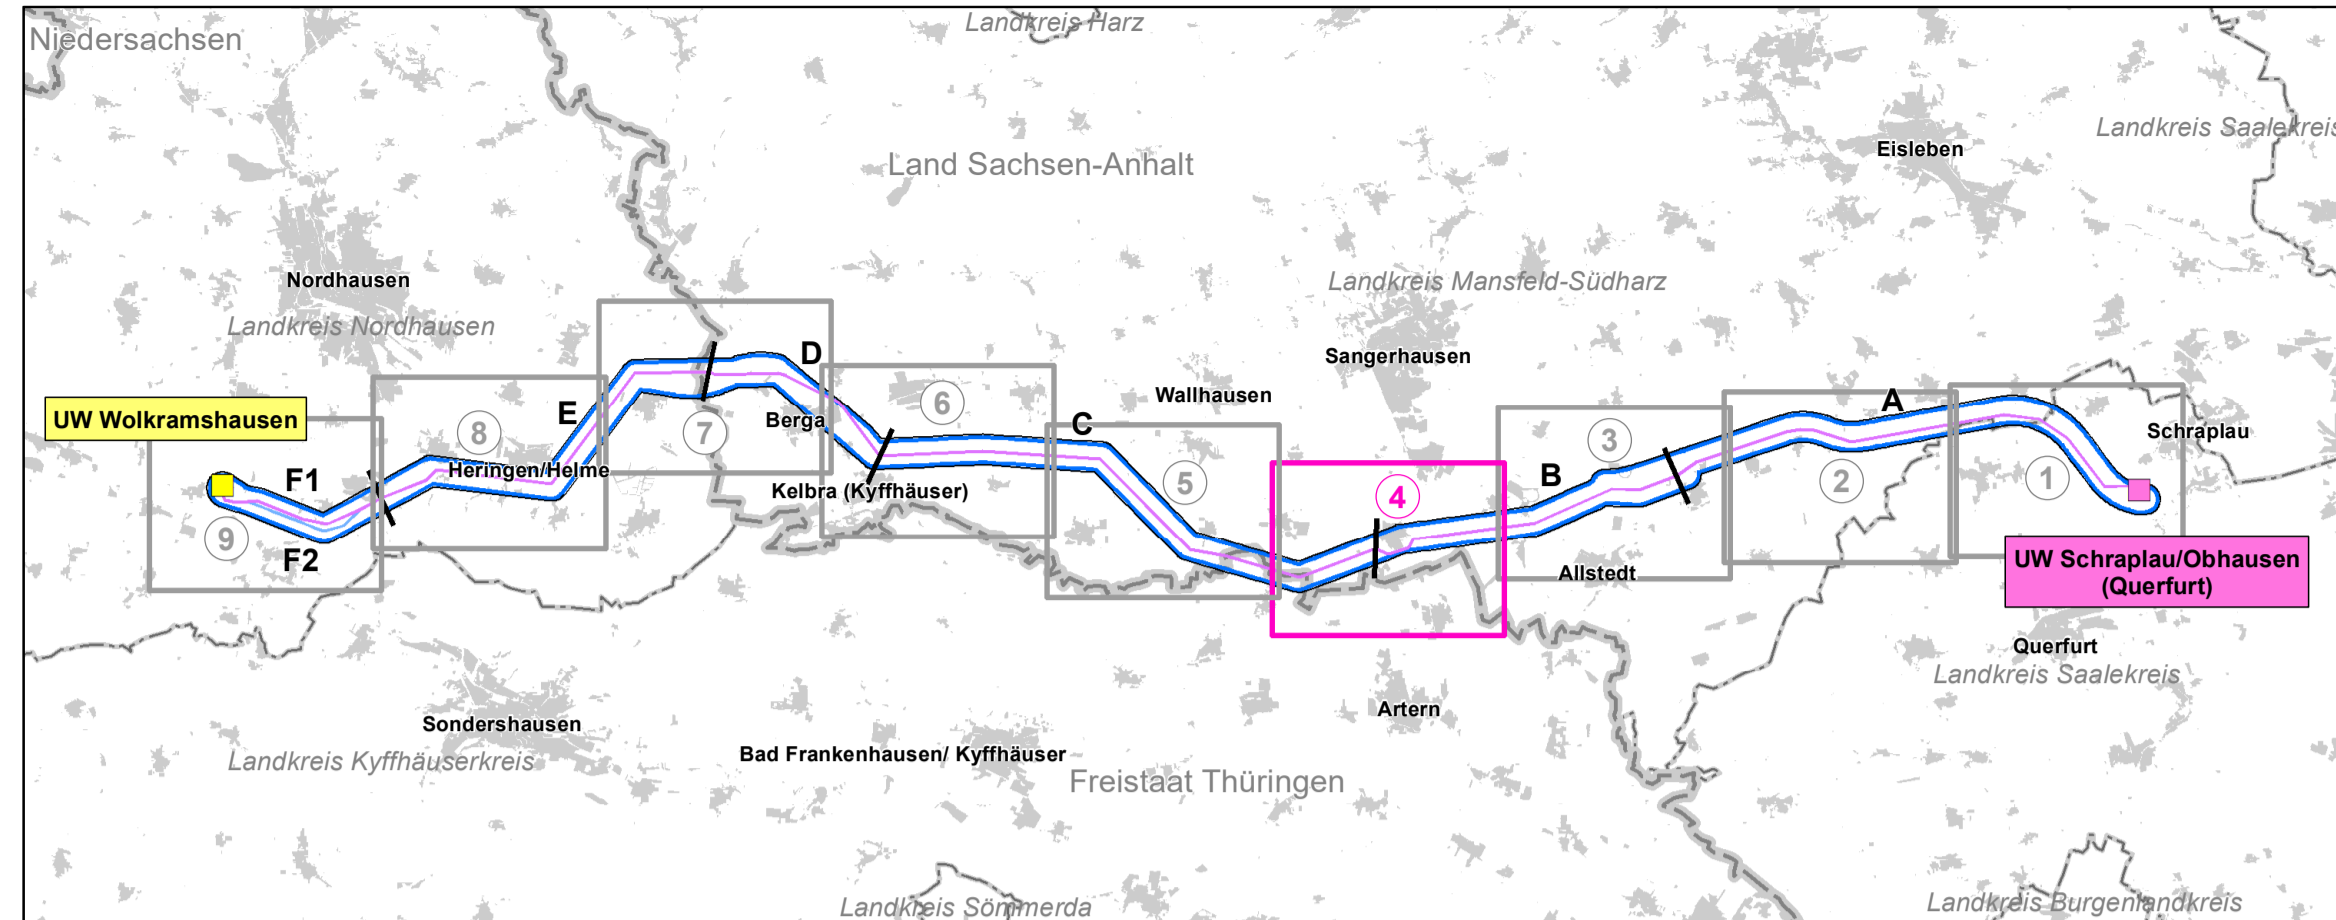 Niedersachsen
Landkreis Harz
Landkreis Saalekreis
Eisleben
Land Sachsen-Anhalt
Nordhausen
Landkreis Mansfeld-Südharz
Landkreis Nordhausen
D
Sangerhausen
Wallhausen
A
6
E
UW Wolkramshausen
Berga
C
8
7
3
Schraplau
Heringen/Helme
F1
B
1
2
5
4
Kelbra (Kyffhäuser)
9
F2
Allstedt
UW Schraplau/Obhausen
(Querfurt)
Querfurt
Landkreis Saalekreis
Artern
Sondershausen
Bad Frankenhausen/ Kyffhäuser
Landkreis Kyffhäuserkreis
Freistaat Thüringen
Landkreis Sömmerda
Landkreis Burgenlandkreis